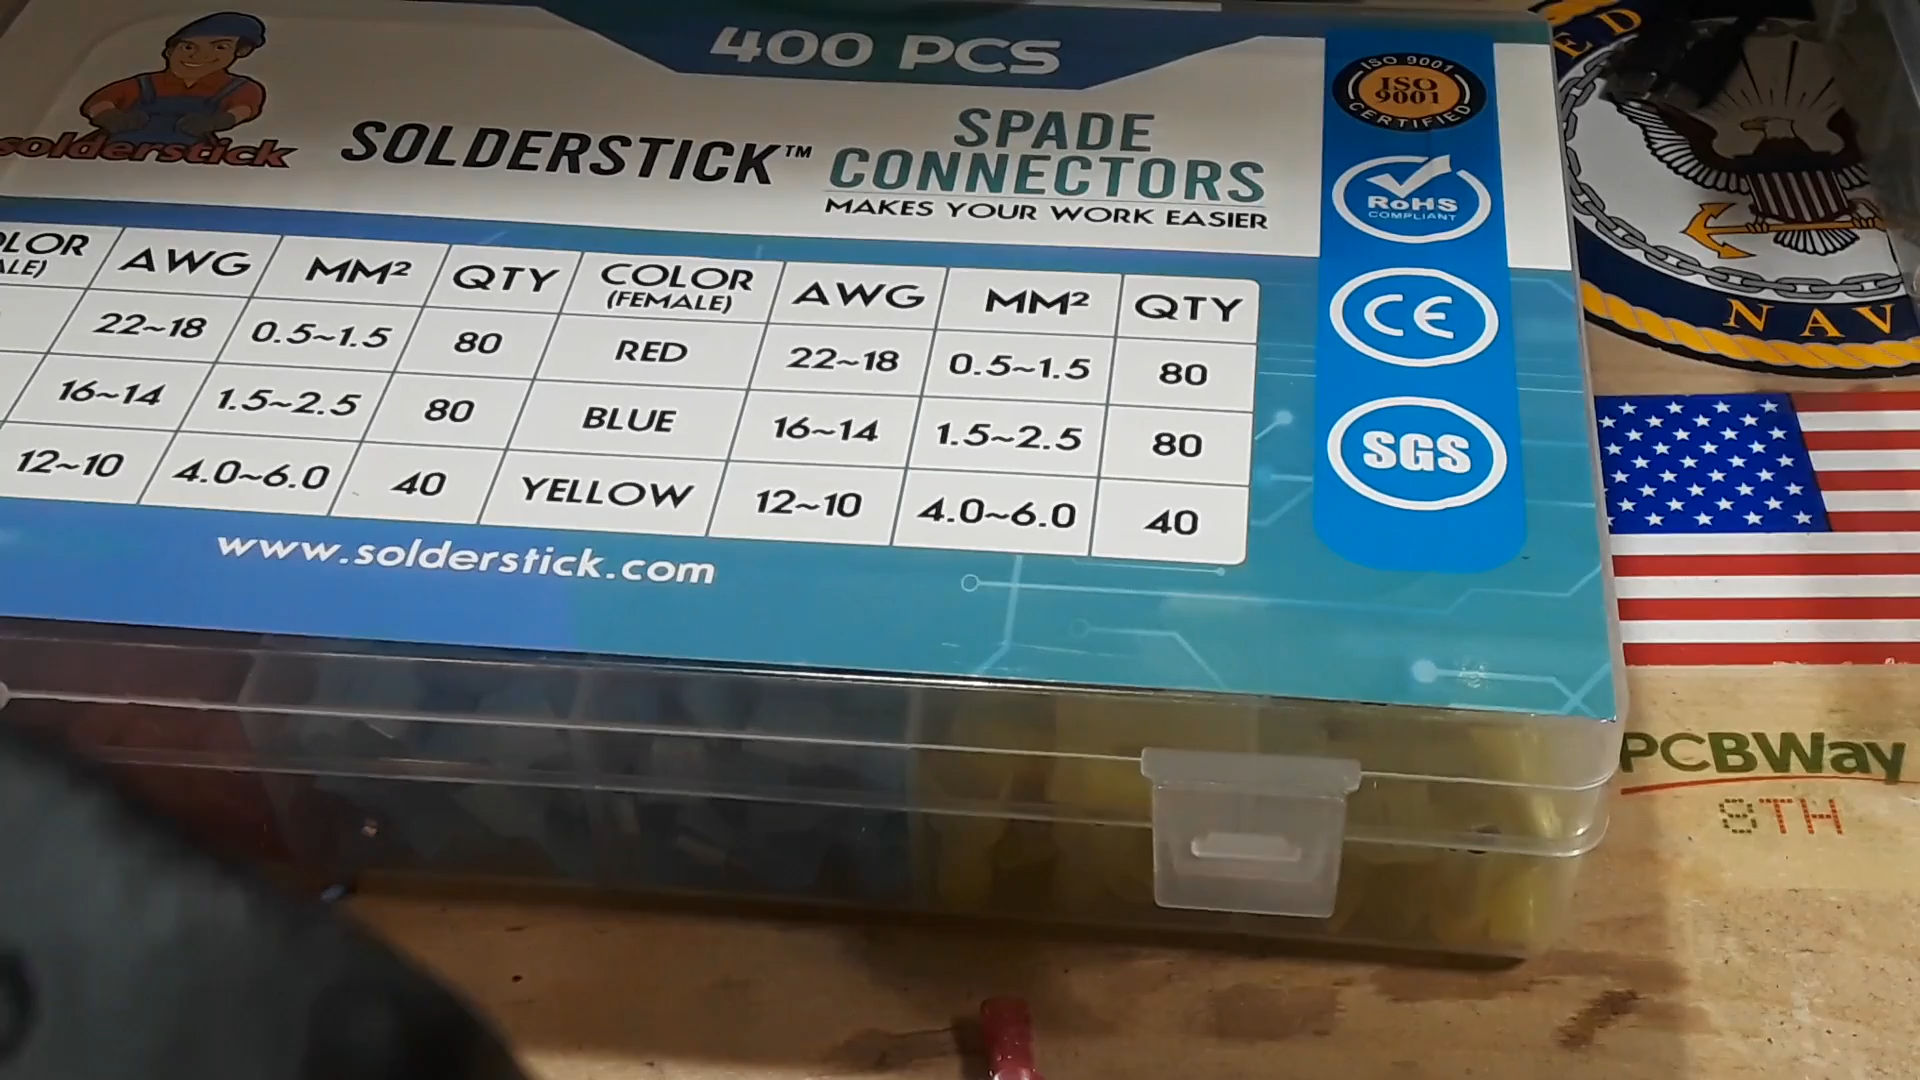 400 PCS
solderstick
SOLDERSTICK™
SPADE
CONNECTORS
MAKES YOUR WORK EASIER
ISO 9001
ISO
9001
CERTIFIED
RoHS
COMPLIANT
CE
SGS
AWG MM² QTY COLOR (FEMALE) AWG MM² QTY
22~18 0.5~1.5 80 RED 22~18 0.5~1.5 80
16~14 1.5~2.5 80 BLUE 16~14 1.5~2.5 80
12~10 4.0~6.0 40 YELLOW 12~10 4.0~6.0 40
www.solderstick.com
PCBWay
8TH